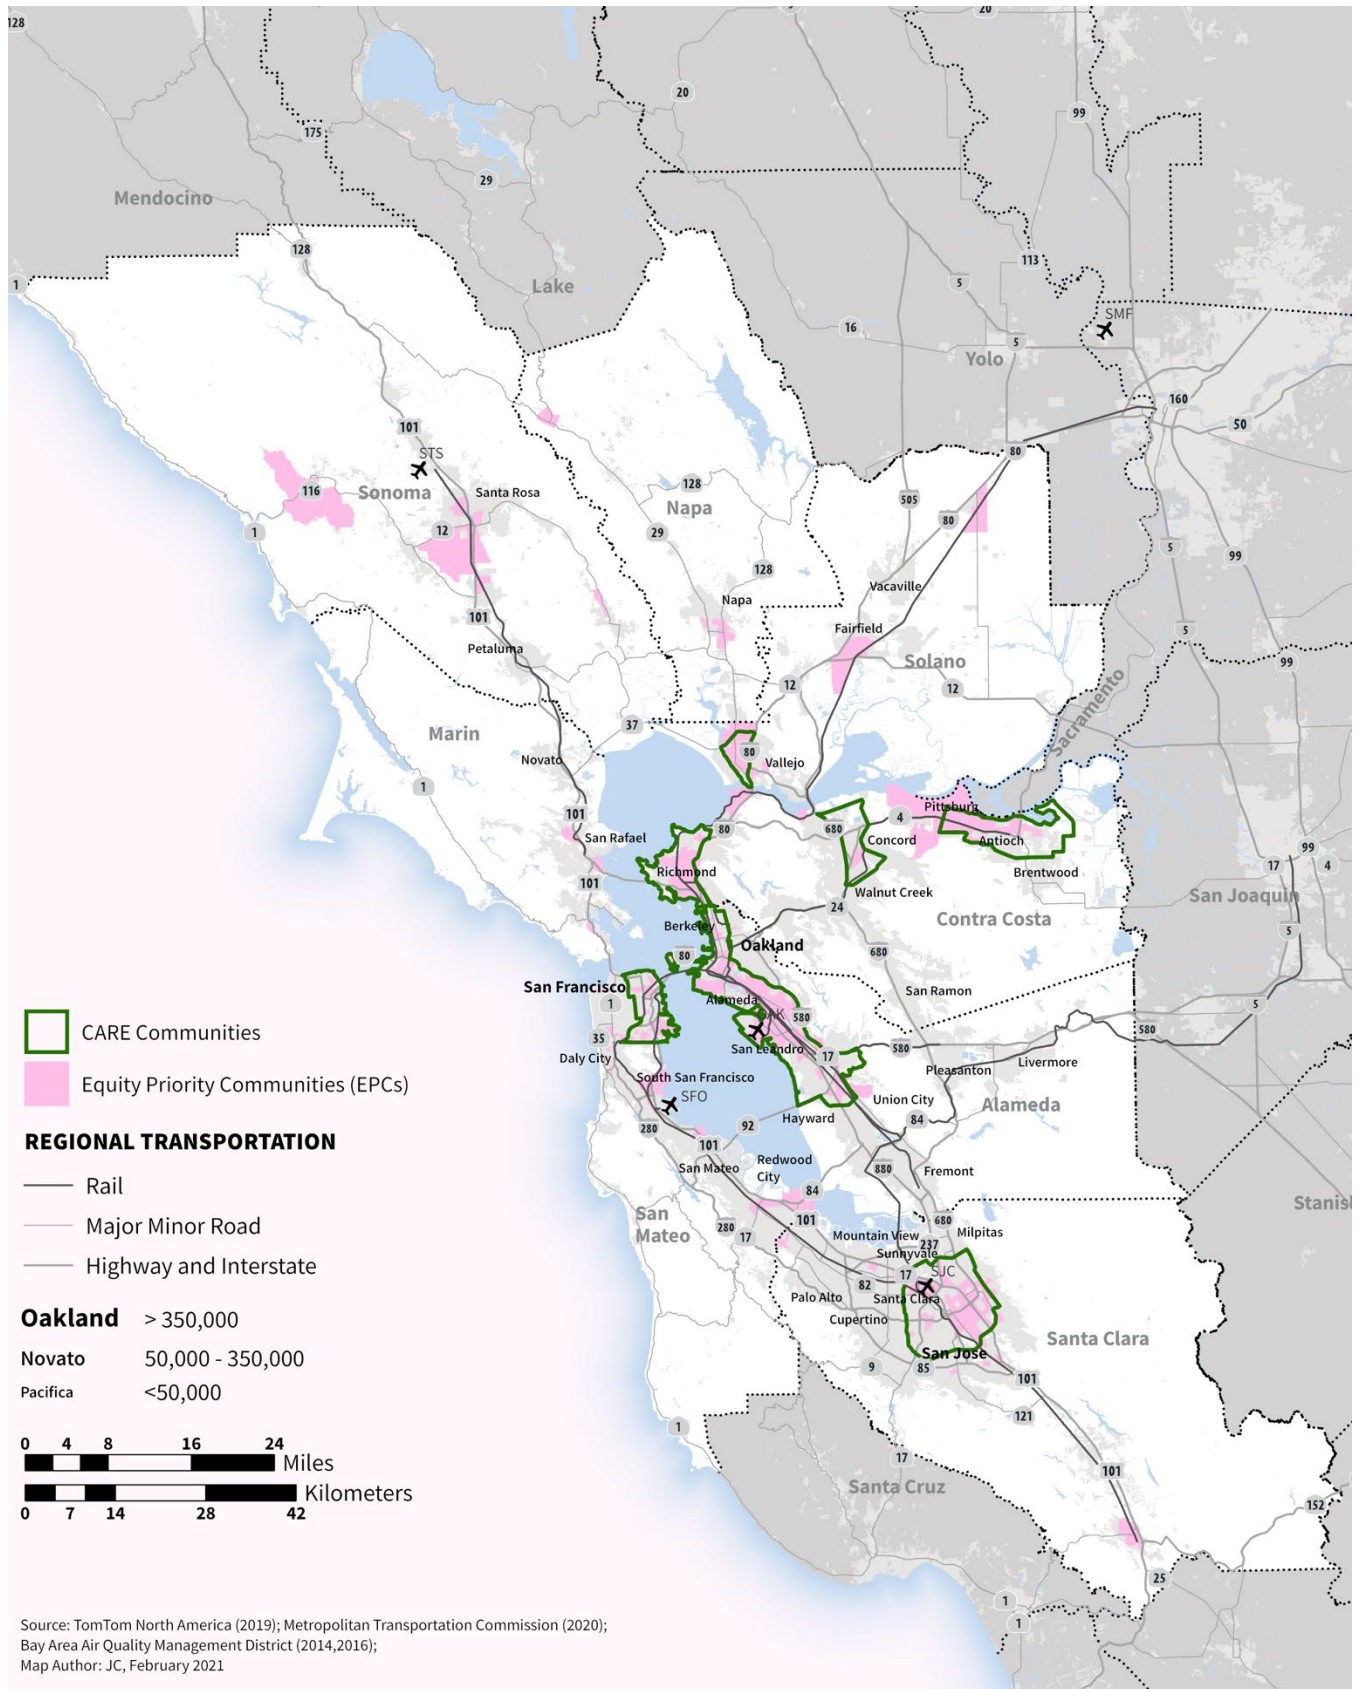 128
20
20
99
175
29
Mendocino
128
113
1
Lake
5
SMF
16
Yolo
5
160
50
101
STS
80
116
Sonoma
Santa Rosa
128
505
Napa
80
12
1
29
5
99
128
Vacaville
Napa
101
Fairfield
5
Petaluma
Solano
99
12
12
Sacramento
37
Marin
80
Vallejo
Novato
1
101
Pittsburg
80
680
4
San Rafael
Concord
Antioch
99
17
4
Richmond
Brentwood
101
Walnut Creek
San Joaquin
24
Contra Costa
Berkeley
5
Oakland
80
680
San Francisco
San Ramon
Alameda
1
OAK
580
5
CARE Communities
35
580
San Leandro
17
580
Daly City
Livermore
Pleasanton
Equity Priority Communities (EPCs)
South San Francisco
SFO
Union City
Alameda
Hayward
84
92
280
REGIONAL TRANSPORTATION
101
Redwood
City
San Mateo
880
Fremont
Rail
84
Stanisl
San
Mateo
101
680
Major Minor Road
280
17
Mountain View
Milpitas
237
Sunnyvale
Highway and Interstate
17
SJC
82
Palo Alto
Santa Clara
Oakland > 350,000
Cupertino
Santa Clara
Novato 50,000 - 350,000
San Jose
9
85
101
Pacifica <50,000
121
1
0 4 8 16 24
Miles
17
101
Santa Cruz
Kilometers
0 7 14 28 42
152
25
1
1
Source: TomTom North America (2019); Metropolitan Transportation Commission (2020);
Bay Area Air Quality Management District (2014,2016);
Map Author: JC, February 2021